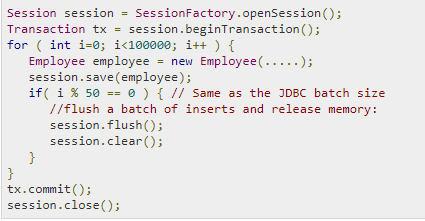 Session session = SessionFactory.openSession();
Transaction tx = session.beginTransaction();
for ( int i=0; i<100000; i++ ) {
   Employee employee = new Employee(.....);
   session.save(employee);
   if( i % 50 == 0 ) { // Same as the JDBC batch size
      //flush a batch of inserts and release memory:
      session.flush();
      session.clear();
   }
}
tx.commit();
session.close();